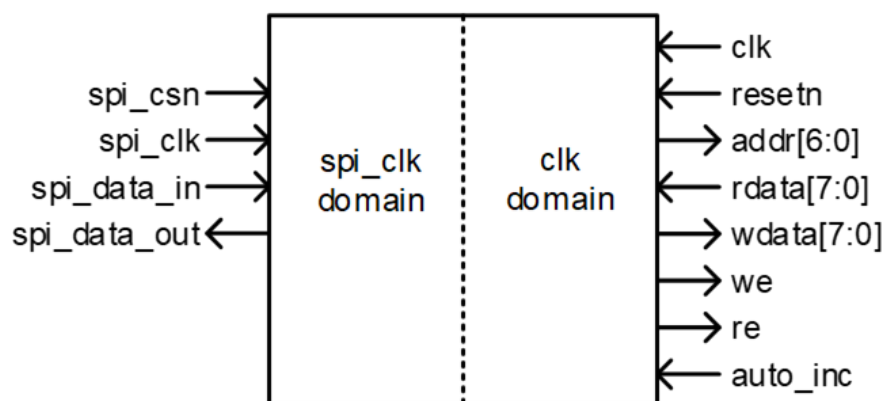 spi_csn
spi_clk
spi_data_in
spi_data_out
spi_clk
domain
clk
domain
clk
resetn
addr[6:0]
rdata[7:0]
wdata[7:0]
we
re
auto_inc